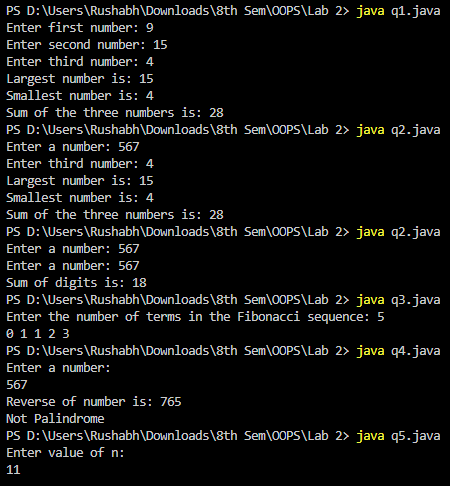 PS D:\Users\Rushabh\Downloads\8th Sem\OOPS\Lab 2> java q1.java
Enter first number: 9
Enter second number: 15
Enter third number: 4
Largest number is: 15
Smallest number is: 4
Sum of the three numbers is: 28
PS D:\Users\Rushabh\Downloads\8th Sem\OOPS\Lab 2> java q2.java
Enter a number: 567
Enter third number: 4
Largest number is: 15
Smallest number is: 4
Sum of the three numbers is: 28
PS D:\Users\Rushabh\Downloads\8th Sem\OOPS\Lab 2> java q2.java
Enter a number: 567
Enter a number: 567
Sum of digits is: 18
PS D:\Users\Rushabh\Downloads\8th Sem\OOPS\Lab 2> java q3.java
Enter the number of terms in the Fibonacci sequence: 5
0 1 1 2 3
PS D:\Users\Rushabh\Downloads\8th Sem\OOPS\Lab 2> java q4.java
Enter a number:
567
Reverse of number is: 765
Not Palindrome
PS D:\Users\Rushabh\Downloads\8th Sem\OOPS\Lab 2> java q5.java
Enter value of n:
11